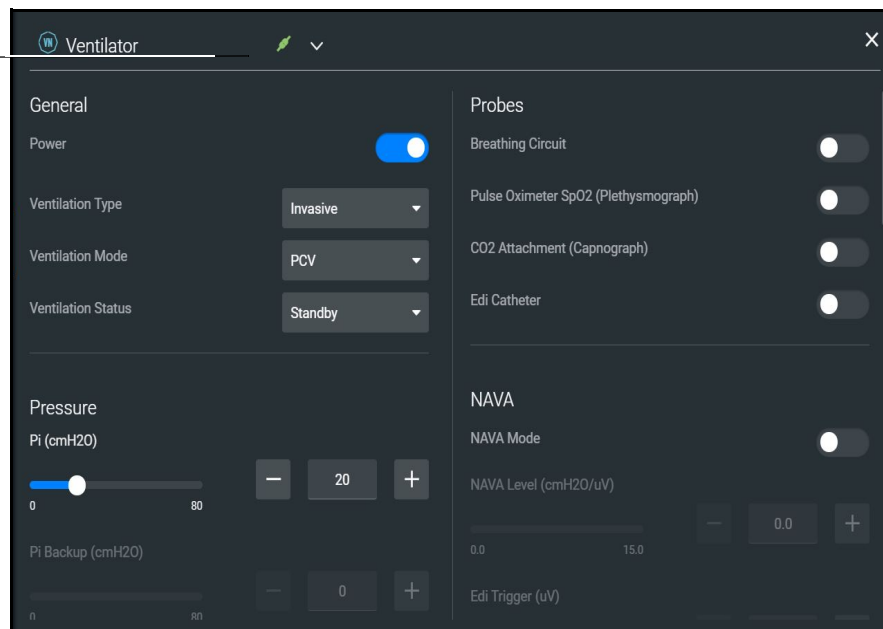 VN Ventilator
General
Power
Ventilation Type
Invasive
Ventilation Mode
PCV
Ventilation Status
Standby
Pressure
Pi (cmH2O)
20
0 80
Pi Backup (cmH2O)
0
0 80
Probes
Breathing Circuit
Pulse Oximeter SpO2 (Plethysmograph)
CO2 Attachment (Capnograph)
Edi Catheter
NAVA
NAVA Mode
NAVA Level (cmH2O/uV)
0.0
0.0 15.0
Edi Trigger (uV)